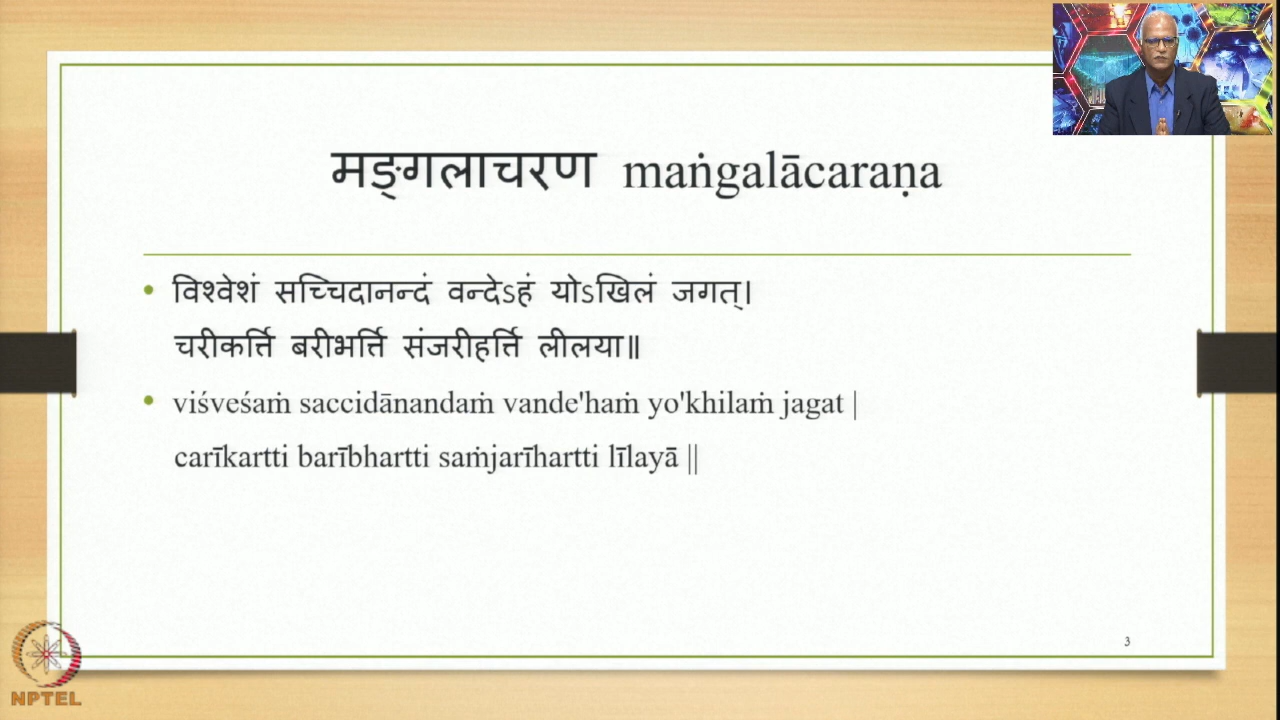 मङ्गलाचरण maṅgalācaraṇa
• विश्वेशं सच्चिदानन्दं वन्देऽहं योऽखिलं जगत्।
चरीकर्त्ति बरीभर्त्ति संजरीहर्त्ति लीलया॥
• viśveśaṁ saccidānandaṁ vande'haṁ yo'khilaṁ jagat |
carīkartti barībhartti saṁjarīhartti līlayā ||
3
NPTEL